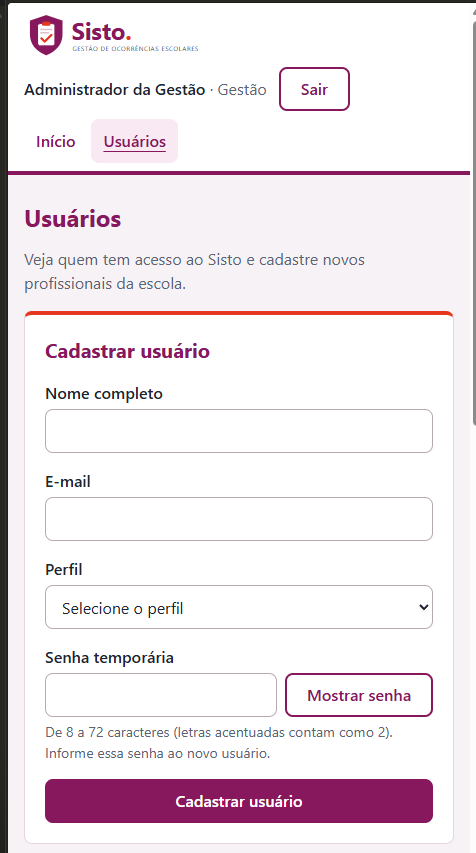 Sisto.
GESTÃO DE OCORRÊNCIAS ESCOLARES
Administrador da Gestão · Gestão
Sair
Início
Usuários
Usuários
Veja quem tem acesso ao Sisto e cadastre novos
profissionais da escola.
Cadastrar usuário
Nome completo
E-mail
Perfil
Selecione o perfil
Senha temporária
Mostrar senha
De 8 a 72 caracteres (letras acentuadas contam como 2).
Informe essa senha ao novo usuário.
Cadastrar usuário